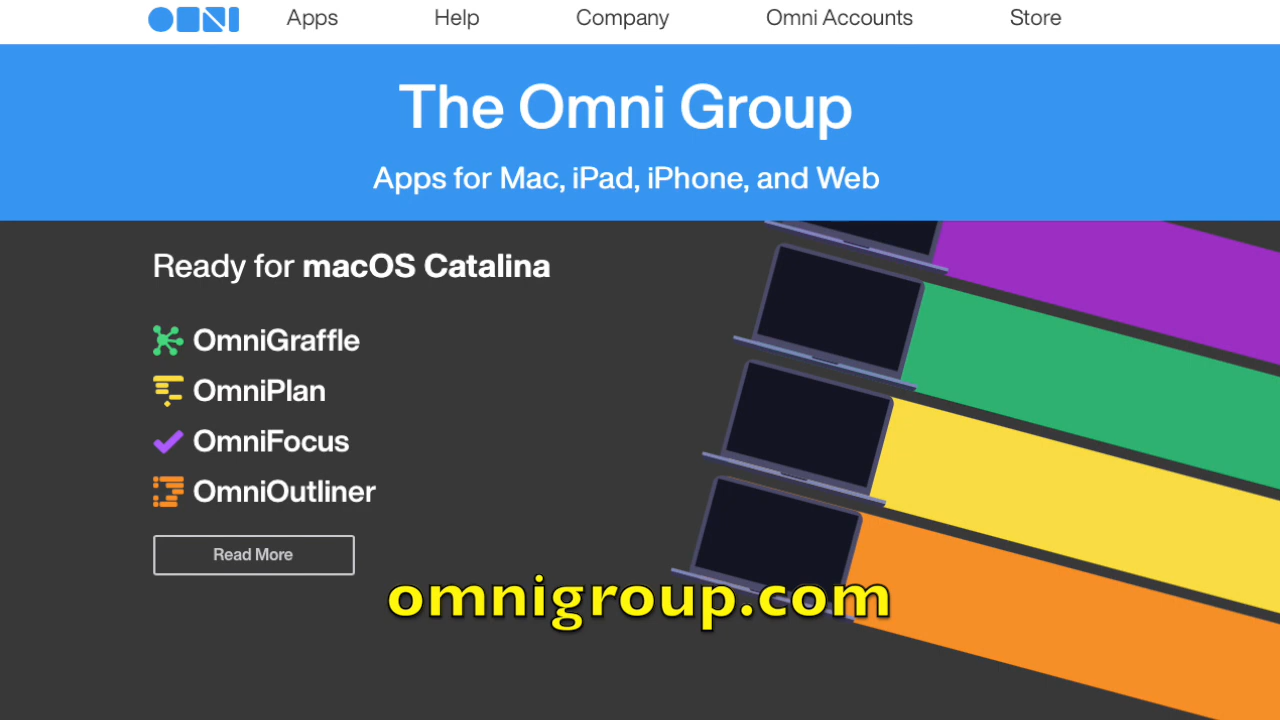 OMNI Apps Help Company Omni Accounts Store
The Omni Group
Apps for Mac, iPad, iPhone, and Web
Ready for macOS Catalina
OmniGraffle
OmniPlan
OmniFocus
OmniOutliner
Read More
omnigroup.com